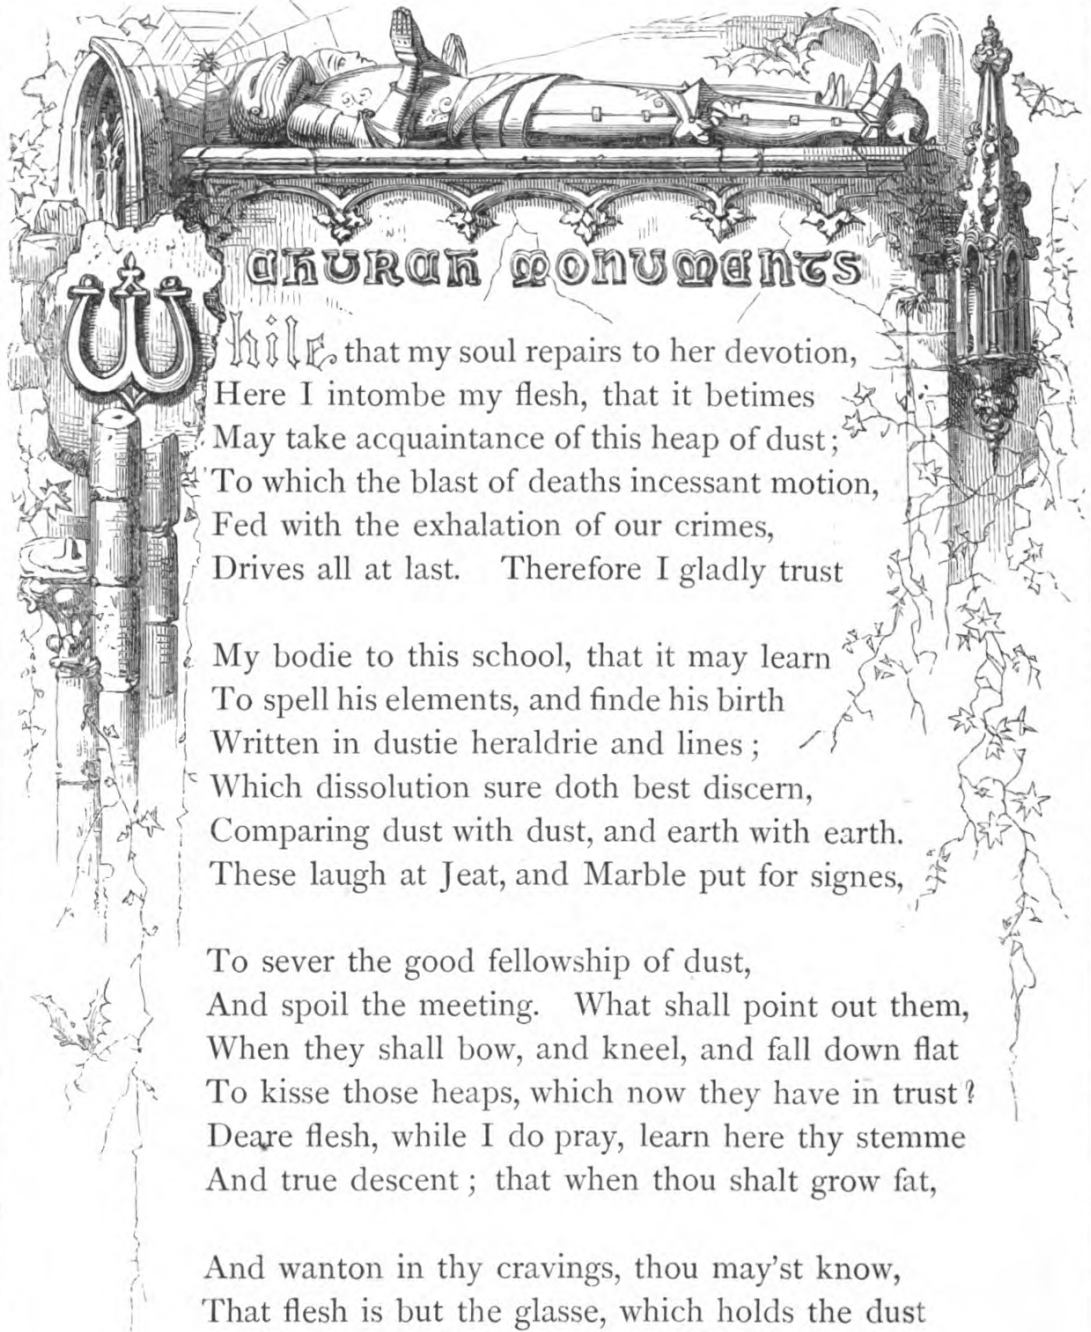 CHURCH MONUMENTS
While that my soul repairs to her devotion,
Here I intombe my flesh, that it betimes
May take acquaintance of this heap of dust;
To which the blast of deaths incessant motion,
Fed with the exhalation of our crimes,
Drives all at last. Therefore I gladly trust
My bodie to this school, that it may learn
To spell his elements, and finde his birth
Written in dustie heraldrie and lines;
Which dissolution sure doth best discern,
Comparing dust with dust, and earth with earth.
These laugh at Jeat, and Marble put for signes,
To sever the good fellowship of dust,
And spoil the meeting. What shall point out them,
When they shall bow, and kneel, and fall down flat
To kisse those heaps, which now they have in trust?
Deare flesh, while I do pray, learn here thy stemme
And true descent; that when thou shalt grow fat,
And wanton in thy cravings, thou may'st know,
That flesh is but the glasse, which holds the dust